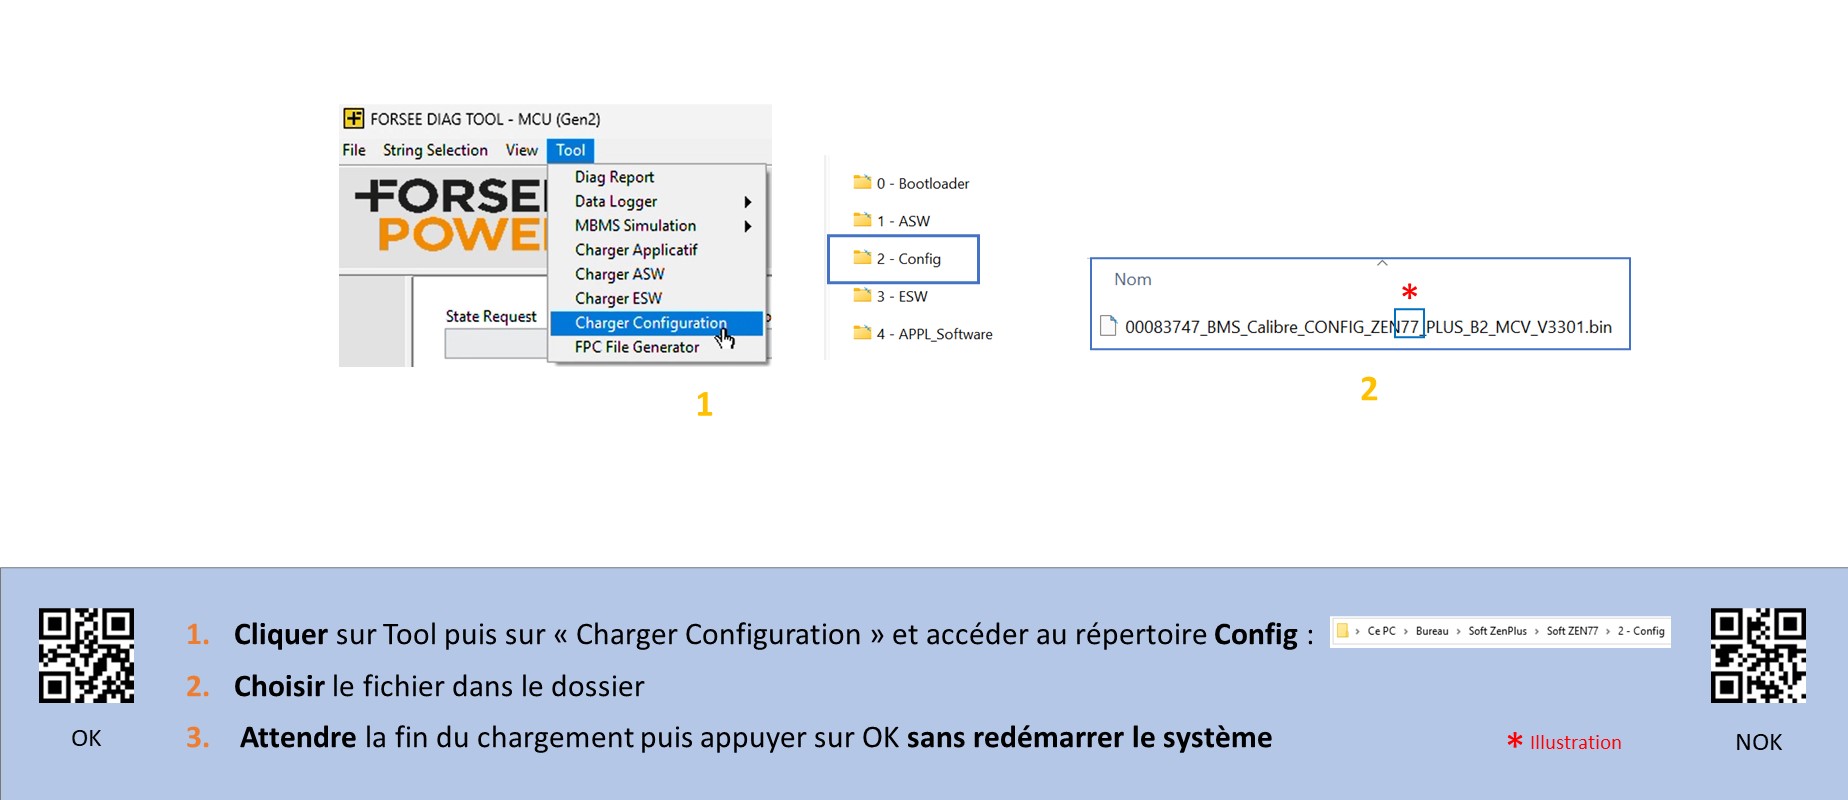 FORSEE DIAG TOOL - MCU (Gen2)
File String Selection View Tool
Diag Report
Data Logger
MBMS Simulation
Charger Applicatif
Charger ASW
Charger ESW
Charger Configuration
FPC File Generator
FORSE
POWE
State Request
1
0 - Bootloader
1 - ASW
2 - Config
3 - ESW
4 - APPL_Software
Nom
*
00083747_BMS_Calibre_CONFIG_ZEN77_PLUS_B2_MCV_V3301.bin
2
1. Cliquer sur Tool puis sur « Charger Configuration » et accéder au répertoire Config :
Ce PC > Bureau > Soft ZenPlus > Soft ZEN77 > 2 - Config
2. Choisir le fichier dans le dossier
3. Attendre la fin du chargement puis appuyer sur OK sans redémarrer le système
OK
* Illustration
NOK